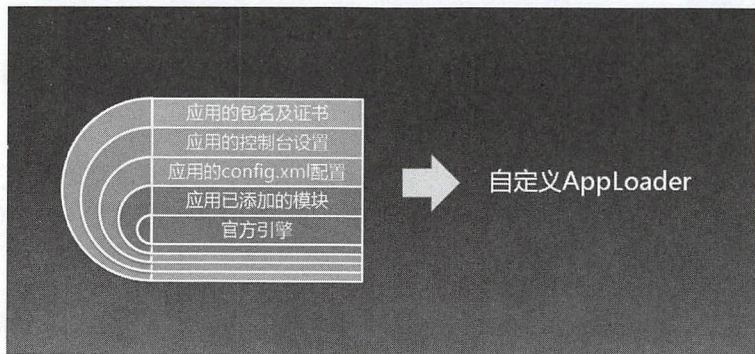 应用的包名及证书
应用的控制台设置
应用的config.xml配置
应用已添加的模块
官方引擎
自定义AppLoader